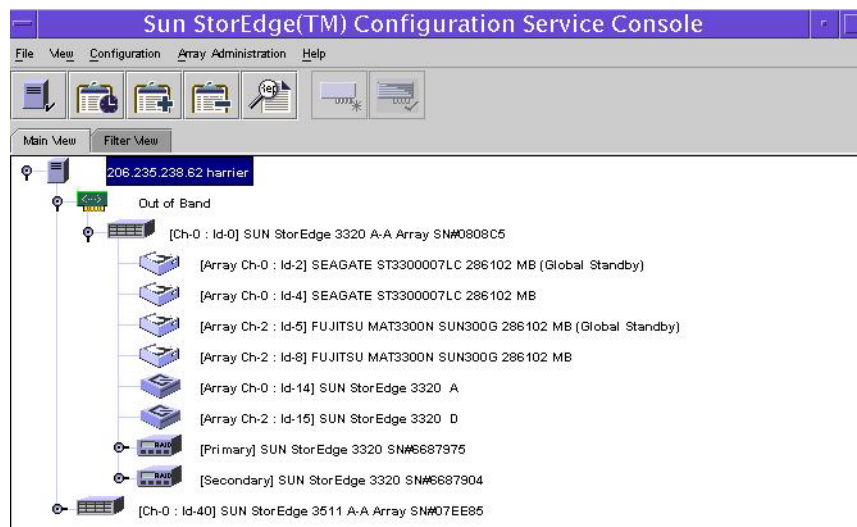 Sun StorEdge(TM) Configuration Service Console
File View Configuration Array Administration Help
Rep
Main View Filter View
206.235.238.62 harrier
Out of Band
[Ch-0 : Id-0] SUN StorEdge 3320 A-A Array SN#0808C5
[Array Ch-0 : Id-2] SEAGATE ST3300007LC 286102 MB (Global Standby)
[Array Ch-0 : Id-4] SEAGATE ST3300007LC 286102 MB
[Array Ch-2 : Id-5] FUJITSU MAT3300N SUN300G 286102 MB (Global Standby)
[Array Ch-2 : Id-8] FUJITSU MAT3300N SUN300G 286102 MB
[Array Ch-0 : Id-14] SUN StorEdge 3320 A
[Array Ch-2 : Id-15] SUN StorEdge 3320 D
RAID [Primary] SUN StorEdge 3320 SN#6687975
RAID [Secondary] SUN StorEdge 3320 SN#6687904
[Ch-0 : Id-40] SUN StorEdge 3511 A-A Array SN#07EE85